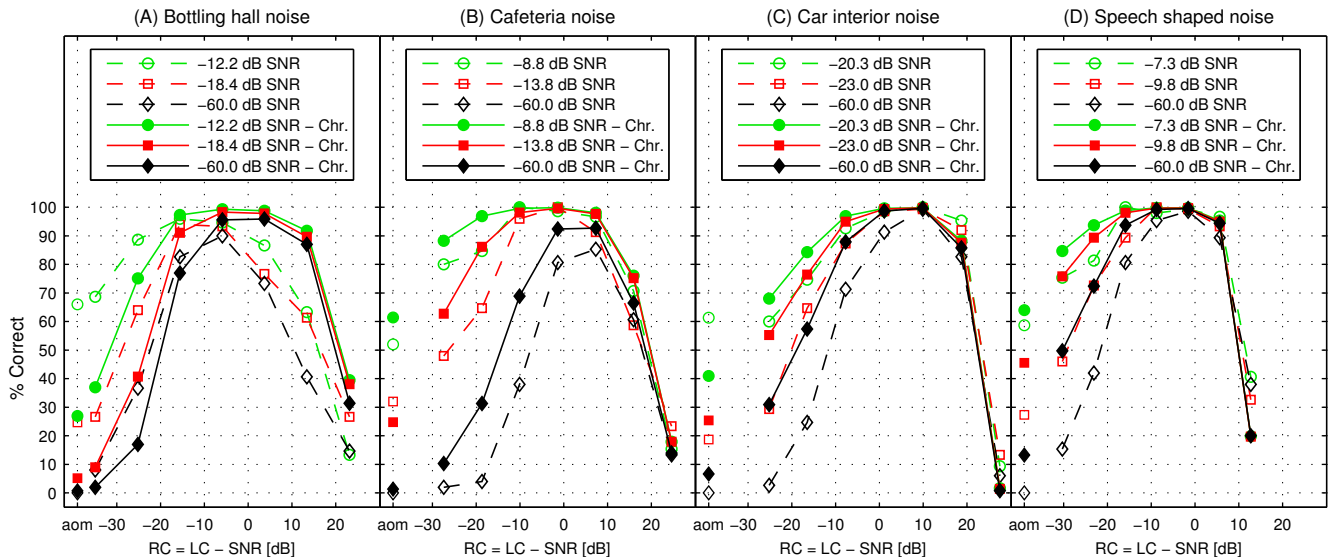 (A) Bottling hall noise
(B) Cafeteria noise
(C) Car interior noise
(D) Speech shaped noise
−12.2 dB SNR
−18.4 dB SNR
−60.0 dB SNR
−12.2 dB SNR − Chr.
−18.4 dB SNR − Chr.
−60.0 dB SNR − Chr.
−8.8 dB SNR
−13.8 dB SNR
−60.0 dB SNR
−8.8 dB SNR − Chr.
−13.8 dB SNR − Chr.
−60.0 dB SNR − Chr.
−20.3 dB SNR
−23.0 dB SNR
−60.0 dB SNR
−20.3 dB SNR − Chr.
−23.0 dB SNR − Chr.
−60.0 dB SNR − Chr.
−7.3 dB SNR
−9.8 dB SNR
−60.0 dB SNR
−7.3 dB SNR − Chr.
−9.8 dB SNR − Chr.
−60.0 dB SNR − Chr.
% Correct
100
90
80
70
60
50
40
30
20
10
0
aom −30 −20 −10 0 10 20
aom −30 −20 −10 0 10 20
aom −30 −20 −10 0 10 20
aom −30 −20 −10 0 10 20
RC = LC − SNR [dB]
RC = LC − SNR [dB]
RC = LC − SNR [dB]
RC = LC − SNR [dB]